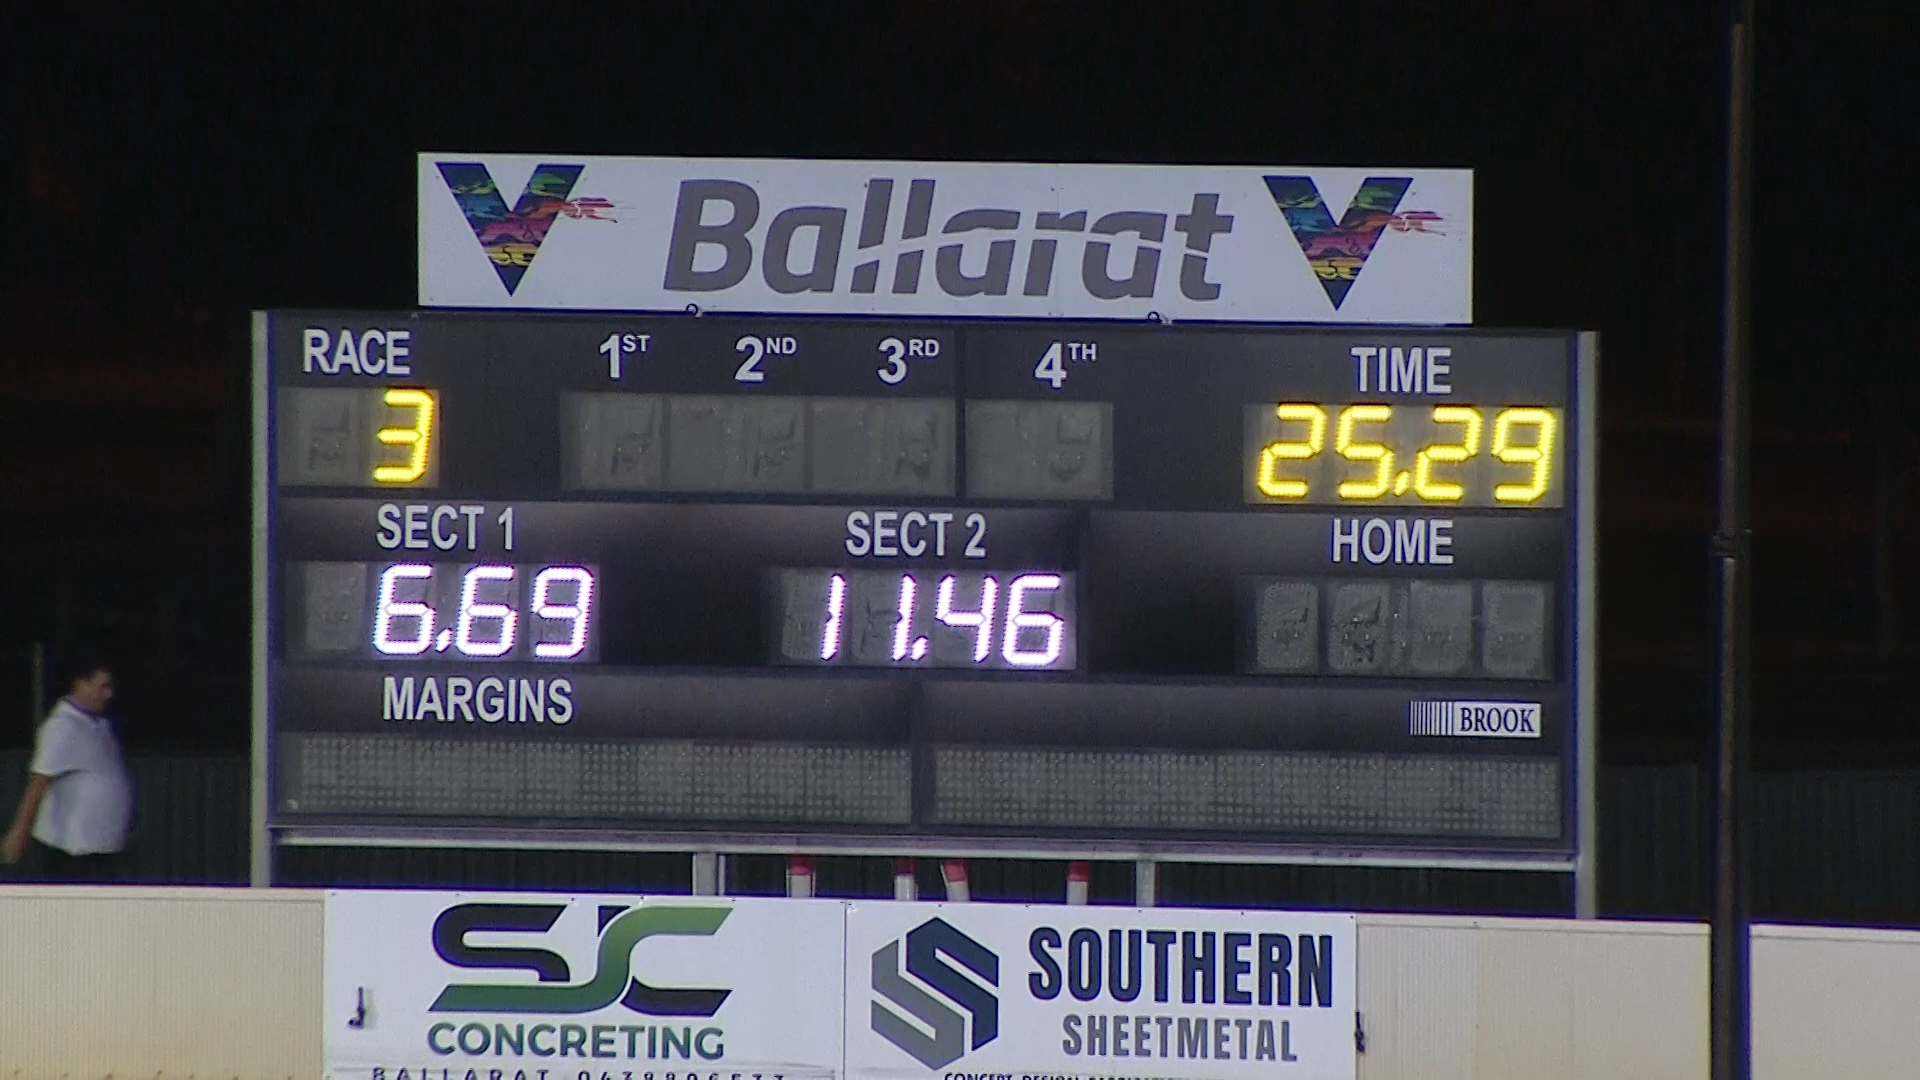 Ballarat
RACE 1ST 2ND 3RD 4TH TIME
3 25.29
SECT 1 SECT 2 HOME
6.69 11.46
MARGINS
BROOK
SJC
CONCRETING
BALLARAT
SOUTHERN
SHEETMETAL